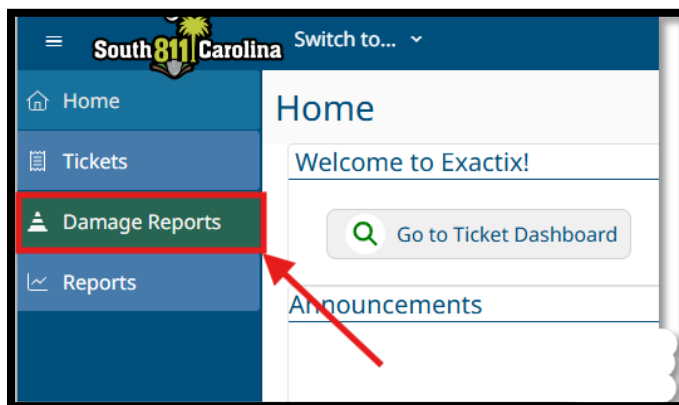 South 811 Carolina
Switch to...
Home
Tickets
Damage Reports
Reports
Home
Welcome to Exactix!
Go to Ticket Dashboard
Announcements